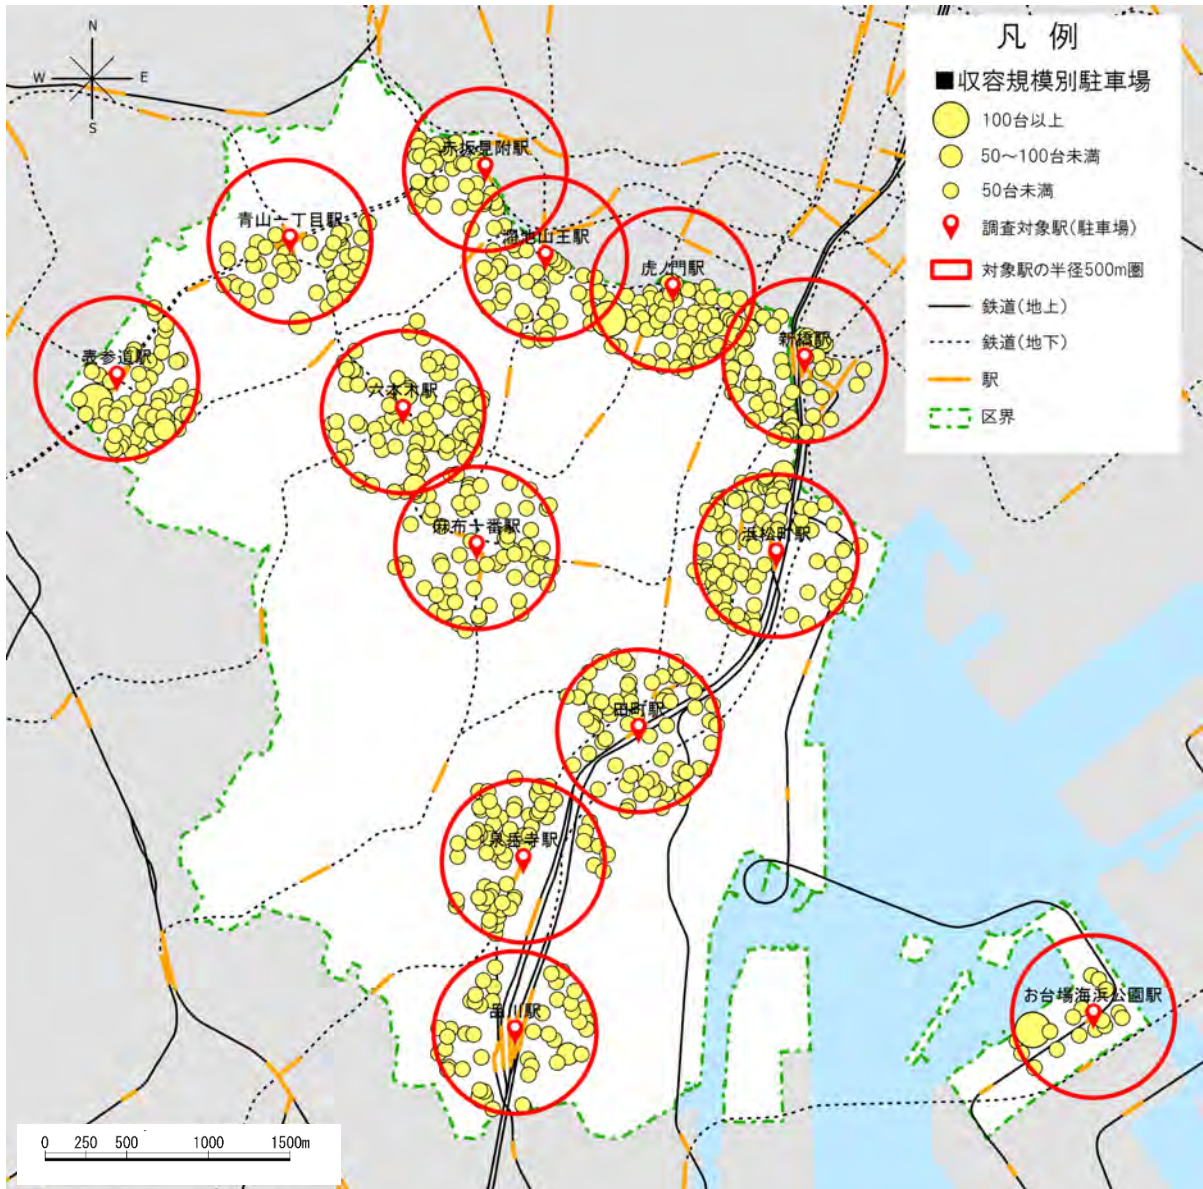 N
W E
S
凡 例
■収容規模別駐車場
100台以上
50～100台未満
50台未満
調査対象駅(駐車場)
対象駅の半径500m圏
鉄道(地上)
鉄道(地下)
駅
区界
赤坂見附駅
青山一丁目駅
溜池山王駅
虎ノ門駅
新橋駅
表参道駅
六本木駅
麻布十番駅
浜松町駅
田町駅
泉岳寺駅
品川駅
お台場海浜公園駅
0 250 500 1000 1500m